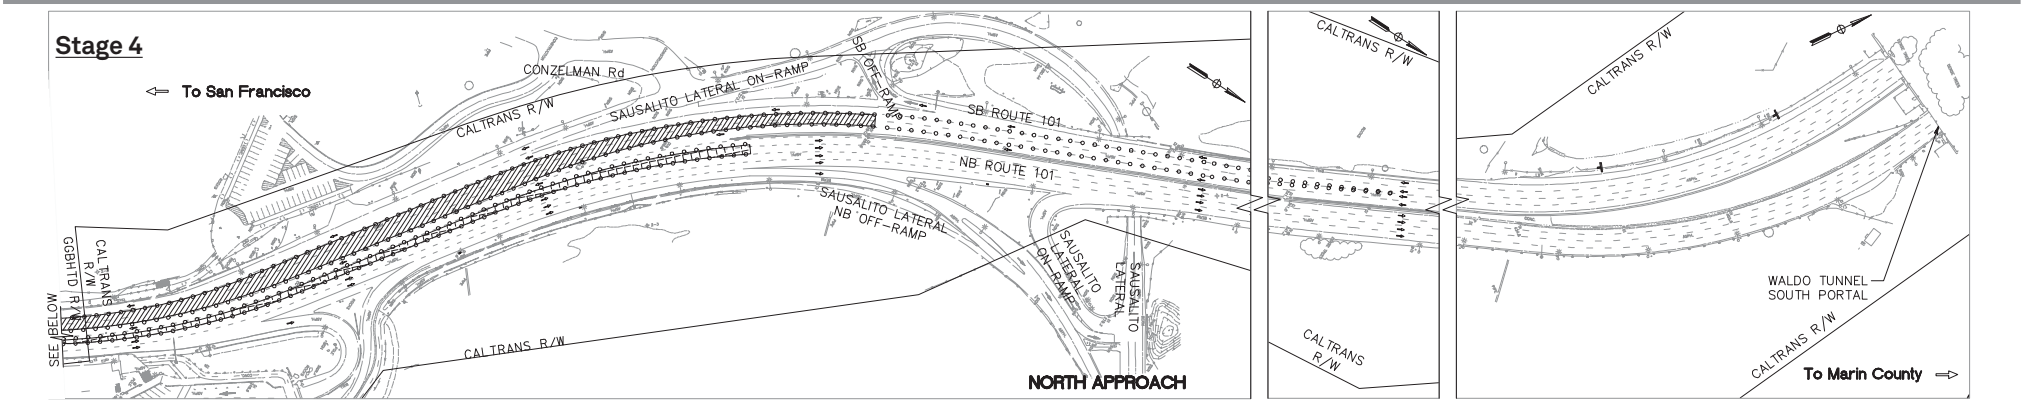 Stage 4
To San Francisco
CONZELMAN Rd
CALTRANS R/W
SAUSALITO LATERAL ON-RAMP
SB OFF-RAMP
SB ROUTE 101
NB ROUTE 101
SAUSALITO LATERAL
NB OFF-RAMP
SAUSALITO
LATERAL
ON-RAMP
SAUSALITO
LATERAL
GGBHTD R/W
CALTRANS
R/W
SEE BELOW
CALTRANS R/W
NORTH APPROACH
CALTRANS
R/W
CALTRANS
R/W
CALTRANS R/W
WALDO TUNNEL
SOUTH PORTAL
CALTRANS R/W
To Marin County